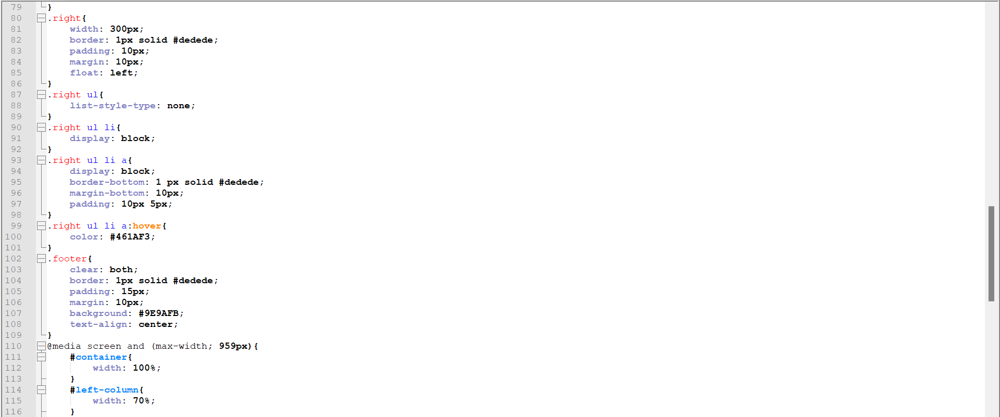 79 }
80 .right{
81     width: 300px;
82     border: 1px solid #dedede;
83     padding: 10px;
84     margin: 10px;
85     float: left;
86 }
87 .right ul{
88     list-style-type: none;
89 }
90 .right ul li{
91     display: block;
92 }
93 .right ul li a{
94     display: block;
95     border-bottom: 1 px solid #dedede;
96     margin-bottom: 10px;
97     padding: 10px 5px;
98 }
99 .right ul li a:hover{
100     color: #461AF3;
101 }
102 .footer{
103     clear: both;
104     border: 1px solid #dedede;
105     padding: 15px;
106     margin: 10px;
107     background: #9E9AFB;
108     text-align: center;
109 }
110 @media screen and (max-width; 959px){
111     #container{
112         width: 100%;
113     }
114     #left-column{
115         width: 70%;
116     }